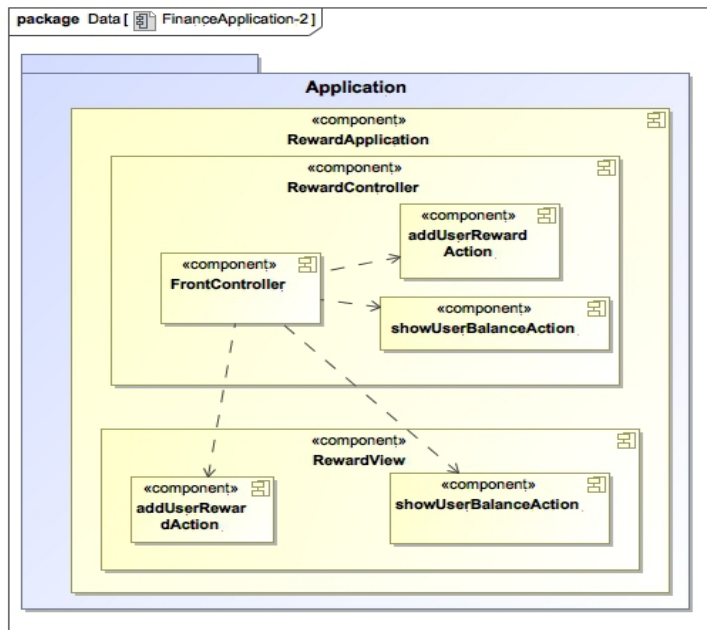 package Data [ FinanceApplication-2 ]
Application
«component»
RewardApplication
«component»
RewardController
«component»
addUserReward
Action
«component»
FrontController
«component»
showUserBalanceAction
«component»
RewardView
«component»
addUserRewar
dAction
«component»
showUserBalanceAction